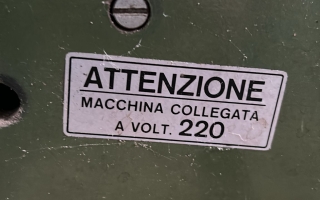 ATTENZIONE
MACCHINA COLLEGATA
A VOLT. 220